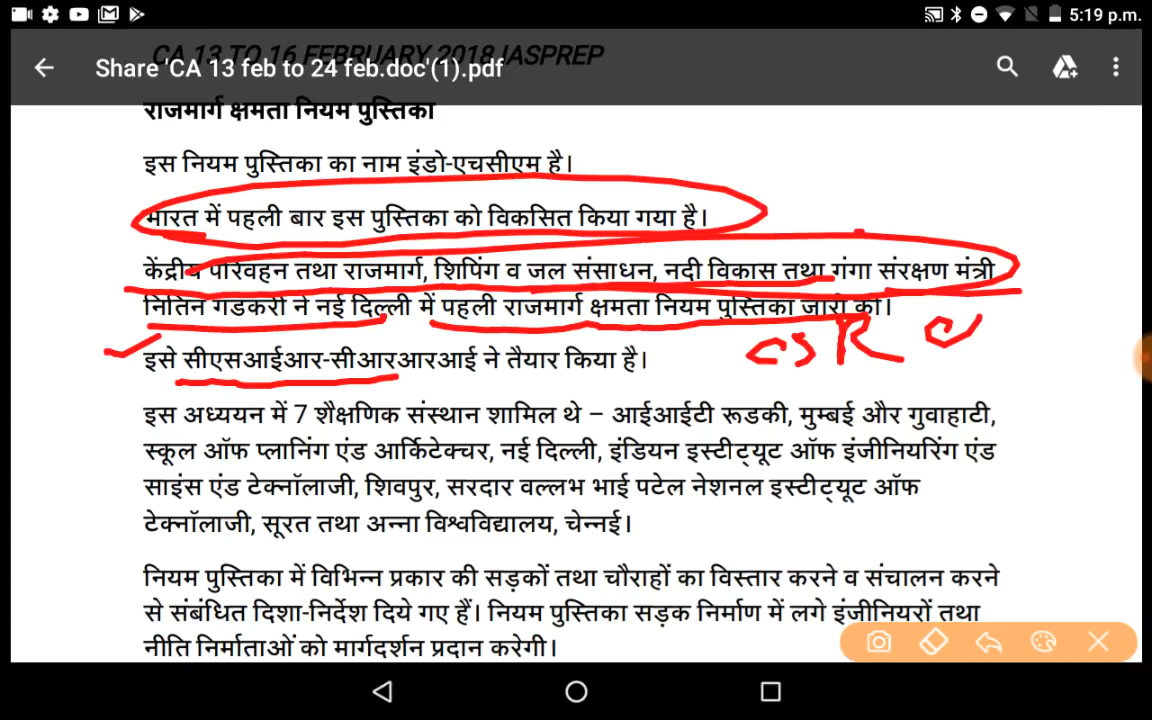 5:19 p.m.
CA 13 TO 16 FEBRUARY 2018 IASPREP
Share 'CA 13 feb to 24 feb.doc'(1).pdf
राजमार्ग क्षमता नियम पुस्तिका
इस नियम पुस्तिका का नाम इंडो-एचसीएम है।
भारत में पहली बार इस पुस्तिका को विकसित किया गया है।
केंद्रीय परिवहन तथा राजमार्ग, शिपिंग व जल संसाधन, नदी विकास तथा गंगा संरक्षण मंत्री
नितिन गडकरी ने नई दिल्ली में पहली राजमार्ग क्षमता नियम पुस्तिका जारी की।
इसे सीएसआईआर-सीआरआरआई ने तैयार किया है।
इस अध्ययन में 7 शैक्षणिक संस्थान शामिल थे – आईआईटी रूडकी, मुम्बई और गुवाहाटी,
स्कूल ऑफ प्लानिंग एंड आर्किटेक्चर, नई दिल्ली, इंडियन इस्टीट्यूट ऑफ इंजीनियरिंग एंड
साइंस एंड टेक्नॉलाजी, शिवपुर, सरदार वल्लभ भाई पटेल नेशनल इस्टीट्यूट ऑफ
टेक्नॉलाजी, सूरत तथा अन्ना विश्वविद्यालय, चेन्नई।
नियम पुस्तिका में विभिन्न प्रकार की सड़कों तथा चौराहों का विस्तार करने व संचालन करने
से संबंधित दिशा-निर्देश दिये गए हैं। नियम पुस्तिका सड़क निर्माण में लगे इंजीनियरों तथा
नीति निर्माताओं को मार्गदर्शन प्रदान करेगी।